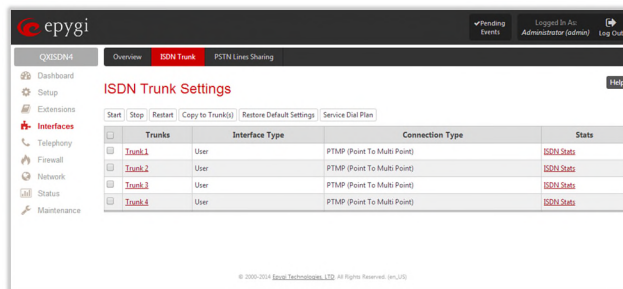 epygi
✔Pending Events
Logged In As: Administrator (admin)
Log Out
QXISDN4
Overview
ISDN Trunk
PSTN Lines Sharing
Dashboard
Setup
Extensions
Interfaces
Telephony
Firewall
Network
Status
Maintenance
ISDN Trunk Settings
Help
Start
Stop
Restart
Copy to Trunk(s)
Restore Default Settings
Service Dial Plan
Trunks Interface Type Connection Type Stats
Trunk 1 User PTMP (Point To Multi Point) ISDN Stats
Trunk 2 User PTMP (Point To Multi Point) ISDN Stats
Trunk 3 User PTMP (Point To Multi Point) ISDN Stats
Trunk 4 User PTMP (Point To Multi Point) ISDN Stats
© 2000-2014 Epygi Technologies, LTD. All Rights Reserved. (en_US)